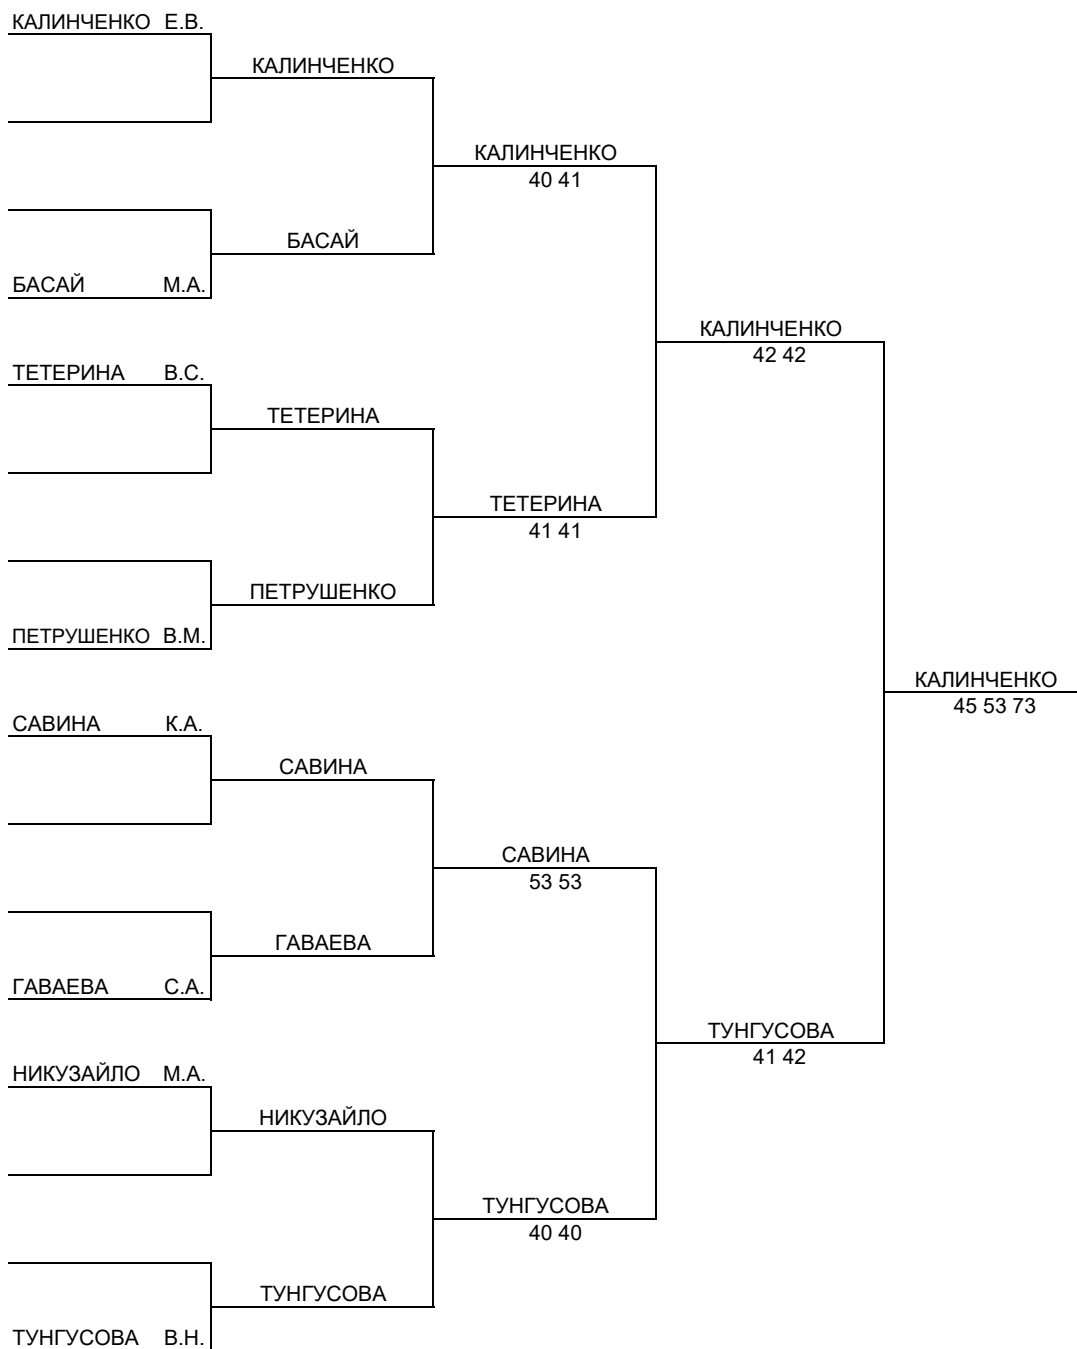 КАЛИНЧЕНКО Е.В.
КАЛИНЧЕНКО
КАЛИНЧЕНКО
40 41
БАСАЙ
БАСАЙ М.А.
КАЛИНЧЕНКО
42 42
ТЕТЕРИНА В.С.
ТЕТЕРИНА
ТЕТЕРИНА
41 41
ПЕТРУШЕНКО
ПЕТРУШЕНКО В.М.
КАЛИНЧЕНКО
45 53 73
САВИНА К.А.
САВИНА
САВИНА
53 53
ГАВАЕВА
ГАВАЕВА С.А.
ТУНГУСОВА
41 42
НИКУЗАЙЛО М.А.
НИКУЗАЙЛО
ТУНГУСОВА
40 40
ТУНГУСОВА
ТУНГУСОВА В.Н.